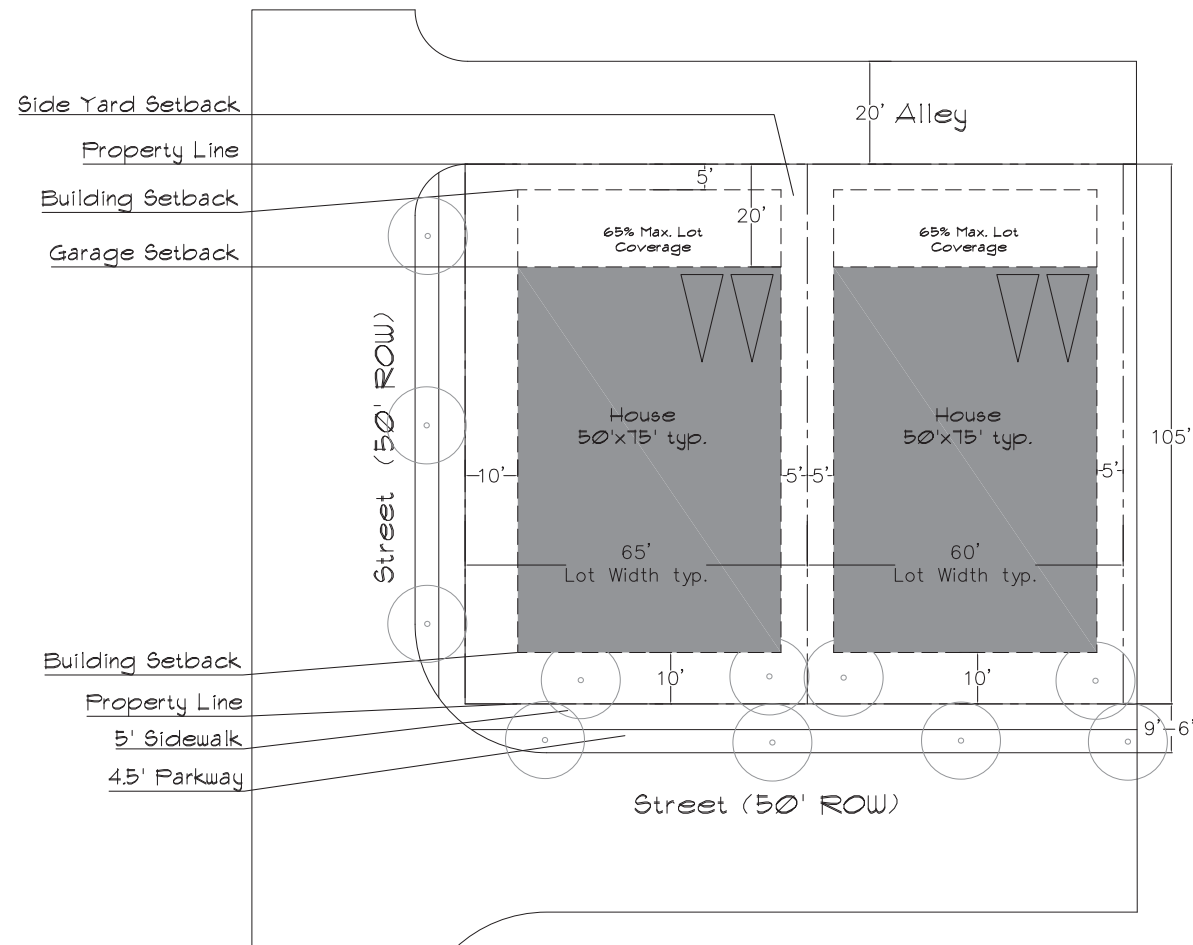 Side Yard Setback
20' Alley
Property Line
5'
Building Setback
20'
65% Max. Lot
Coverage
65% Max. Lot
Coverage
Garage Setback
Street (50' ROW)
House
50'x75' typ.
House
50'x75' typ.
105'
10'
5'
5'
5'
65'
Lot Width typ.
60'
Lot Width typ.
Building Setback
10'
10'
Property Line
5' Sidewalk
9'-6"
4.5' Parkway
Street (50' ROW)